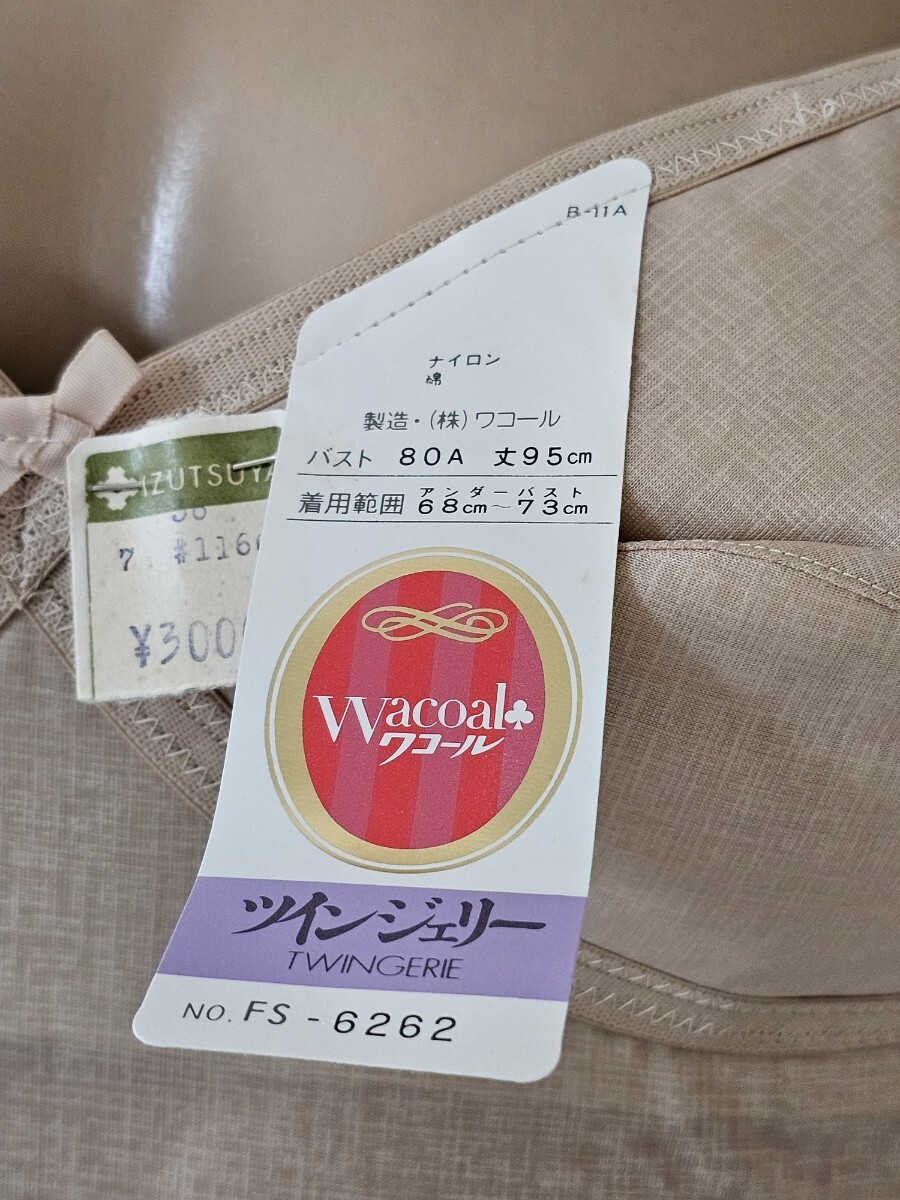 B-11A
ナイロン
綿
製造・(株)ワコール
バスト 80A 丈95cm
アンダーバスト
着用範囲 68cm～73cm
Wacoal
ワコール
ツインジェリー
TWINGERIE
NO. FS-6262
IZUTSUYA
7 #116
¥300